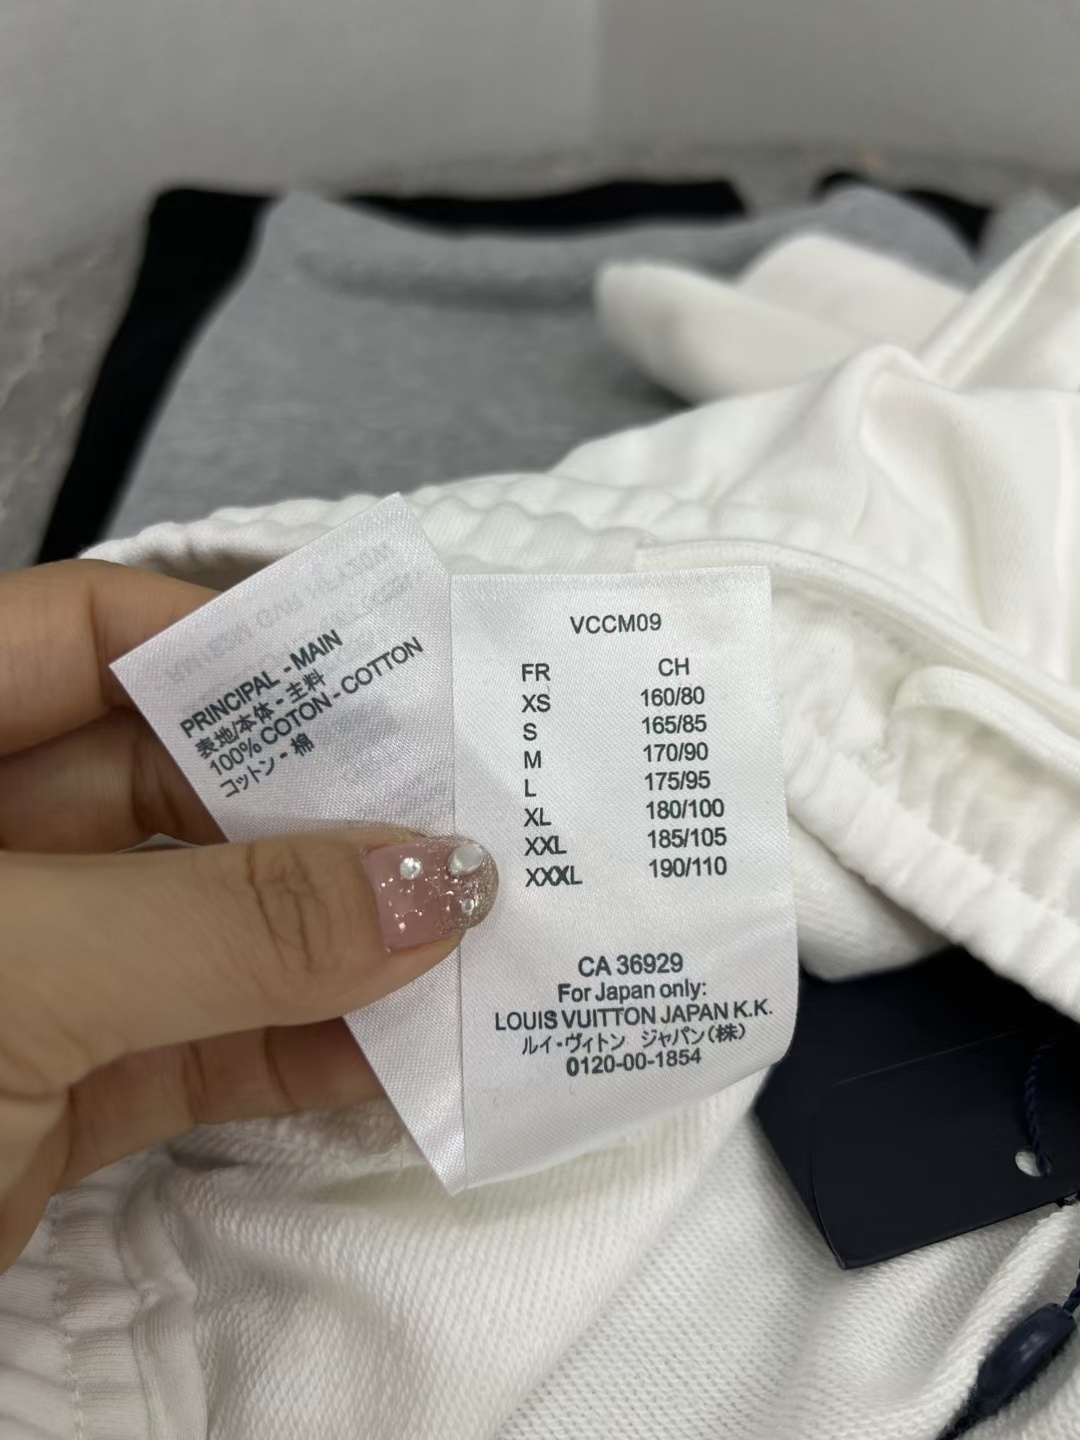 PRINCIPAL - MAIN
表地/本体 - 主料
100% COTON - COTTON
コットン - 棉
VCCM09
FR CH
XS 160/80
S 165/85
M 170/90
L 175/95
XL 180/100
XXL 185/105
XXXL 190/110
CA 36929
For Japan only:
LOUIS VUITTON JAPAN K.K.
ルイ・ヴィトン ジャパン(株)
0120-00-1854